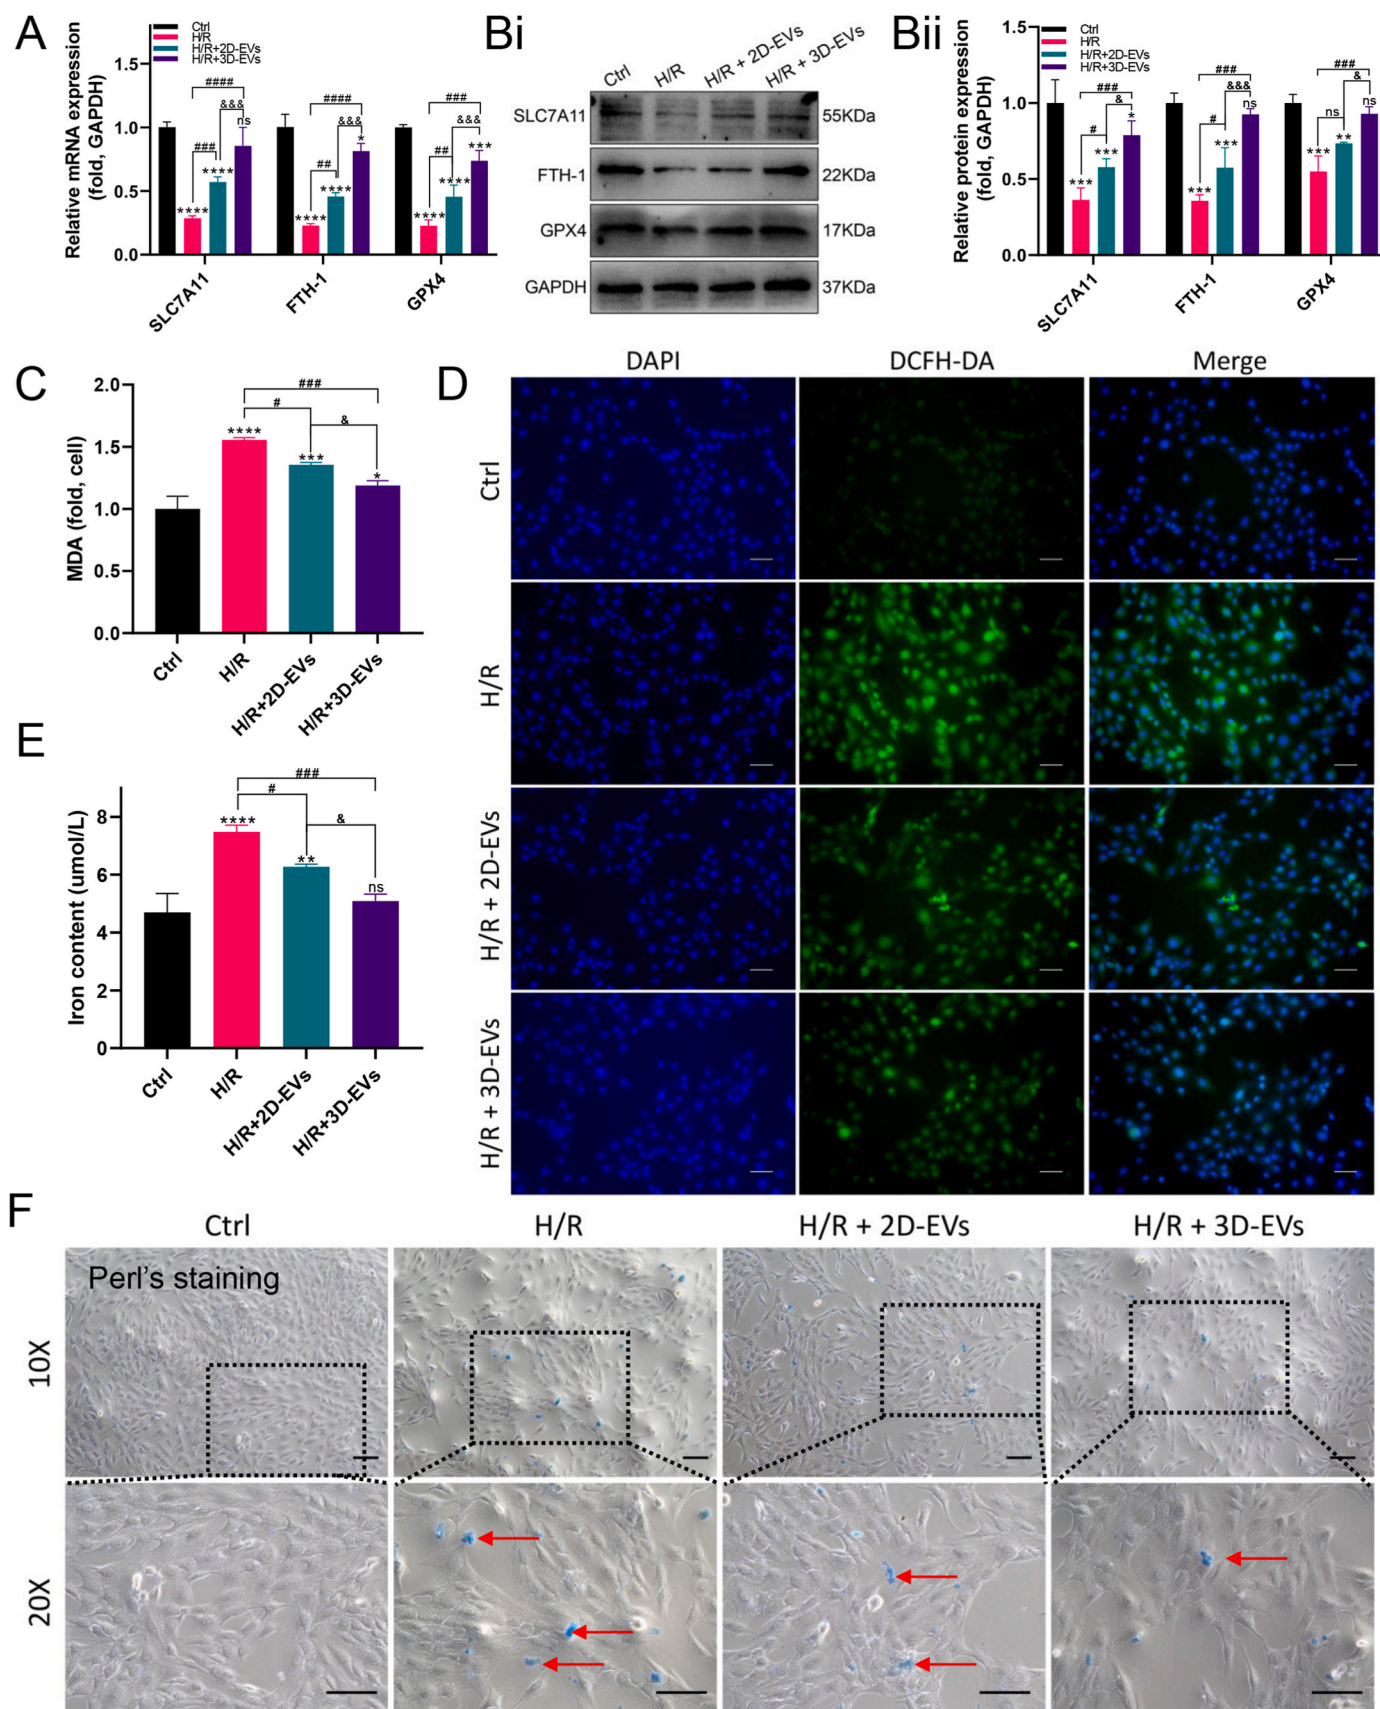 A
Ctrl
H/R
H/R+2D-EVs
H/R+3D-EVs
Relative mRNA expression
(fold, GAPDH)
1.5
1.0
0.5
0.0
####
&&&
ns
###
****
****
####
&&&
*
##
****
****
###
&&&
***
##
****
****
SLC7A11
FTH-1
GPX4
Bi
Ctrl
H/R
H/R + 2D-EVs
H/R + 3D-EVs
SLC7A11
55KDa
FTH-1
22KDa
GPX4
17KDa
GAPDH
37KDa
Bii
Ctrl
H/R
H/R+2D-EVs
H/R+3D-EVs
Relative protein expression
(fold, GAPDH)
1.5
1.0
0.5
0.0
###
&
*
#
***
***
###
&&&
ns
#
***
***
###
&
ns
ns
**
***
SLC7A11
FTH-1
GPX4
C
MDA (fold, cell)
2.0
1.5
1.0
0.5
0.0
###
#
&
****
***
*
Ctrl
H/R
H/R+2D-EVs
H/R+3D-EVs
D
DAPI
DCFH-DA
Merge
Ctrl
H/R
H/R + 2D-EVs
H/R + 3D-EVs
E
Iron content (umol/L)
8
6
4
2
0
###
#
&
****
**
ns
Ctrl
H/R
H/R+2D-EVs
H/R+3D-EVs
F
Ctrl
H/R
H/R + 2D-EVs
H/R + 3D-EVs
Perl's staining
10X
20X